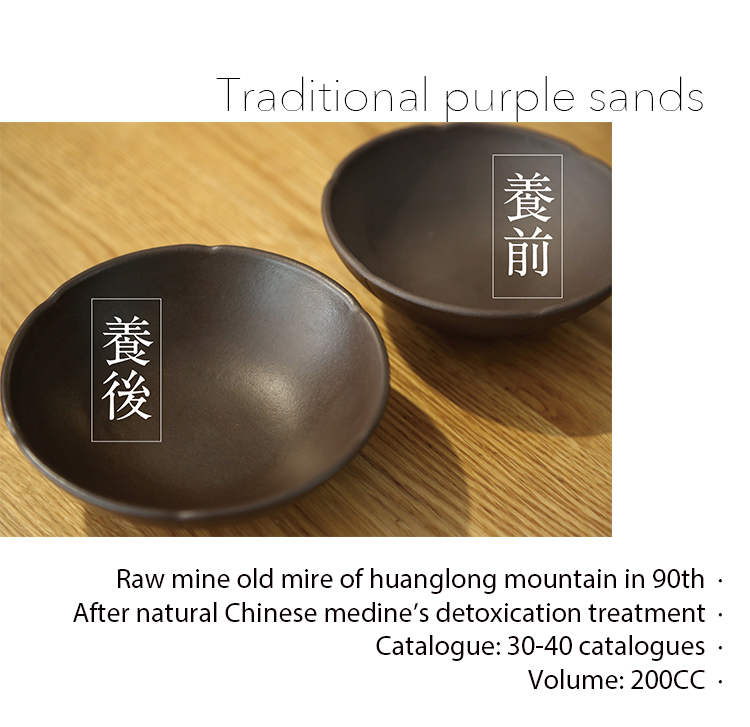 Traditional purple sands
養前
養後
Raw mine old mire of huanglong mountain in 90th ·
After natural Chinese medine’s detoxication treatment ·
Catalogue: 30-40 catalogues ·
Volume: 200CC ·